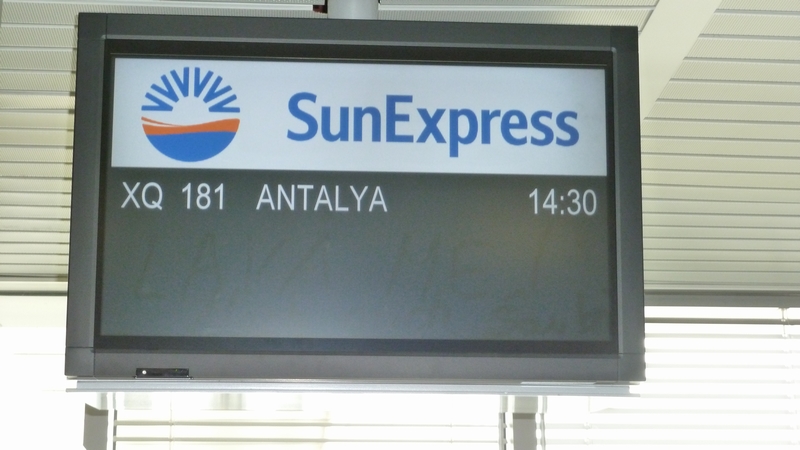 SunExpress
XQ 181 ANTALYA 14:30